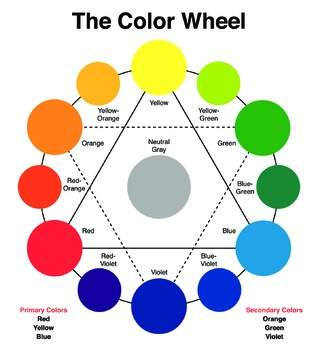 The Color Wheel
Yellow
Yellow-
Orange
Yellow-
Green
Orange
Neutral
Gray
Green
Red-
Orange
Blue-
Green
Red
Blue
Red-
Violet
Violet
Blue-
Violet
Primary Colors
Red
Yellow
Blue
Secondary Colors
Orange
Green
Violet